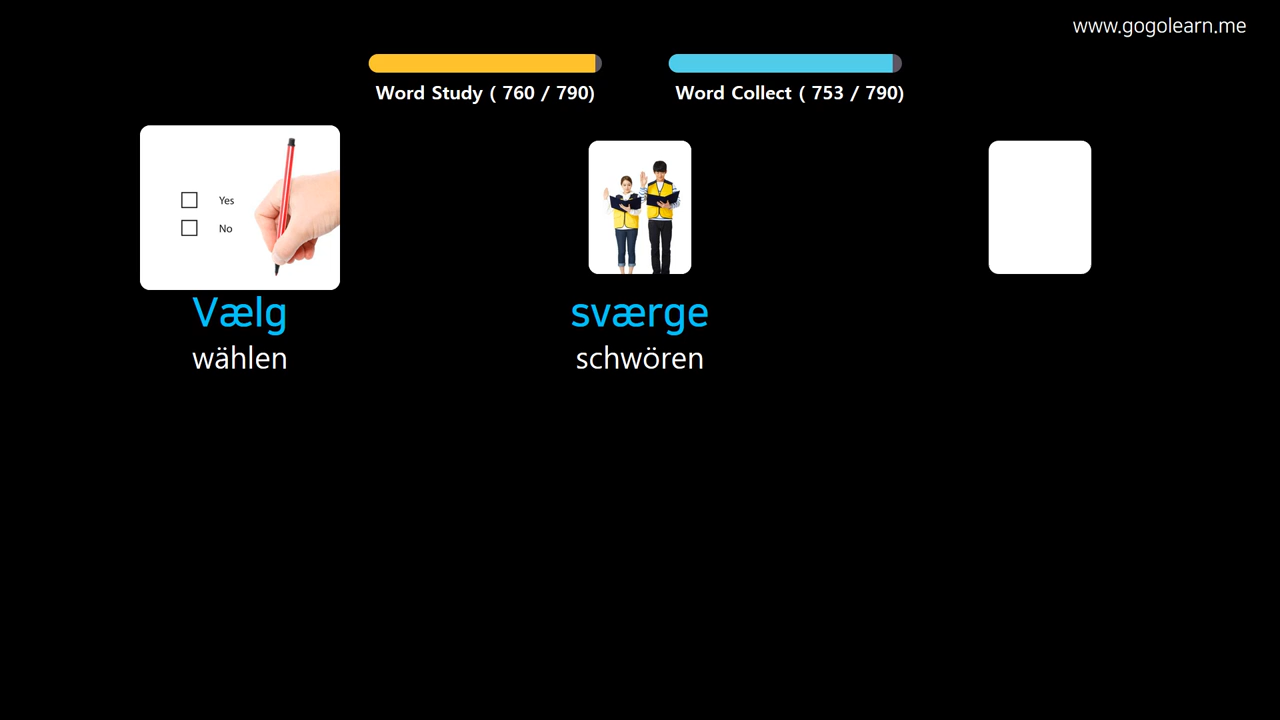 www.gogolearn.me
Word Study ( 760 / 790)
Word Collect ( 753 / 790)
Yes
No
Vælg
wählen
sværge
schwören